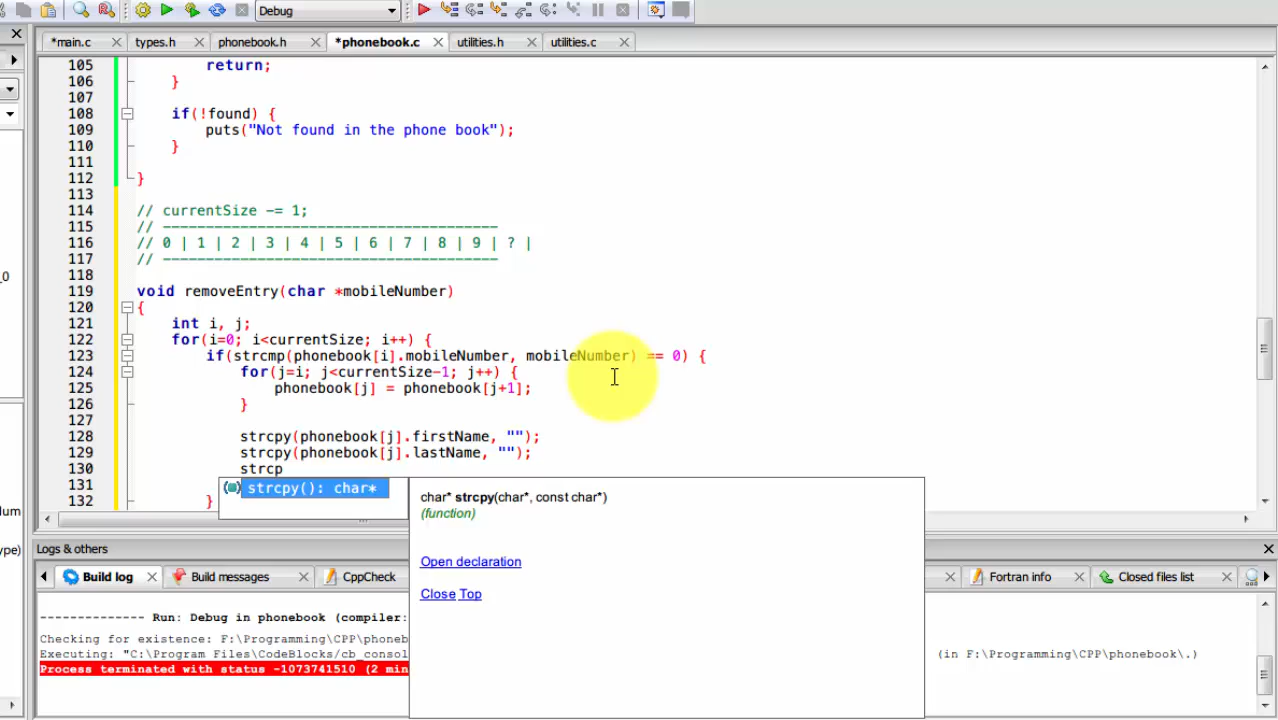 Debug
*main.c types.h phonebook.h *phonebook.c utilities.h utilities.c
105 return;
106 }
107
108 if(!found) {
109 puts("Not found in the phone book");
110 }
111
112 }
113
114 // currentSize -= 1;
115 // ---------------------------------------
116 // 0 | 1 | 2 | 3 | 4 | 5 | 6 | 7 | 8 | 9 | ? |
117 // ---------------------------------------
118
119 void removeEntry(char *mobileNumber)
120 {
121 int i, j;
122 for(i=0; i<currentSize; i++) {
123 if(strcmp(phonebook[i].mobileNumber, mobileNumber) == 0) {
124 for(j=i; j<currentSize-1; j++) {
125 phonebook[j] = phonebook[j+1];
126 }
127
128 strcpy(phonebook[j].firstName, "");
129 strcpy(phonebook[j].lastName, "");
130 strcp
131
132 }
strcpy(): char*
char* strcpy(char*, const char*)
(function)
Open declaration
Close Top
_0
lum
ype)
Logs & others
Build log Build messages CppCheck Fortran info Closed files list
-------------- Run: Debug in phonebook (compiler:
Checking for existence: F:\Programming\CPP\phoneb
Executing: "C:\Program Files\CodeBlocks/cb_consol (in F:\Programming\CPP\phonebook\.)
Process terminated with status -1073741510 (2 min